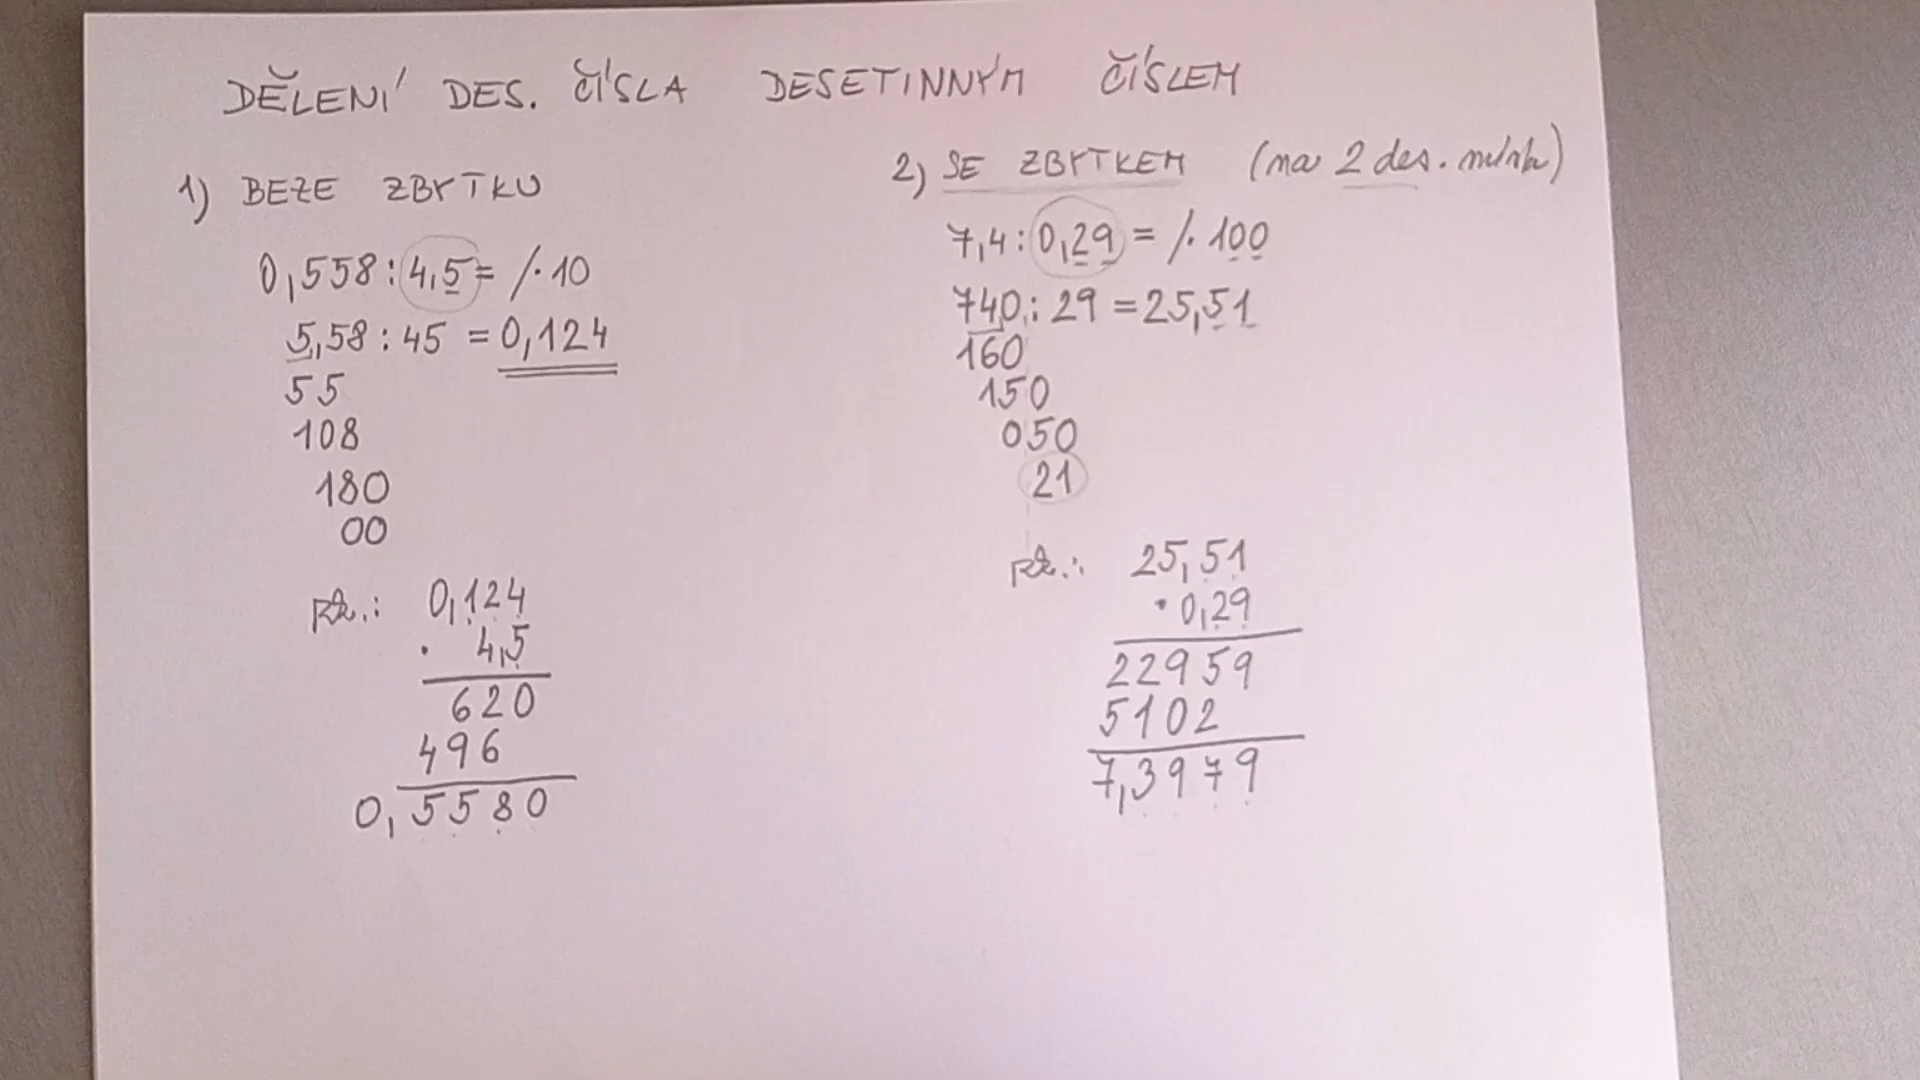 DĚLENÍ DES. ČÍSLA DESETINNÝM ČÍSLEM
1) BEZE ZBYTKU
0,558 : 4,5 = /· 10
5,58 : 45 = 0,124
55
108
180
00
Zk.: 0,124
· 4,5
620
496
0,5580
2) SE ZBYTKEM (na 2 des. místa)
7,4 : 0,29 = /· 100
740, : 29 = 25,51
160
150
050
21
Zk.: 25,51
· 0,29
22959
5102
7,3979